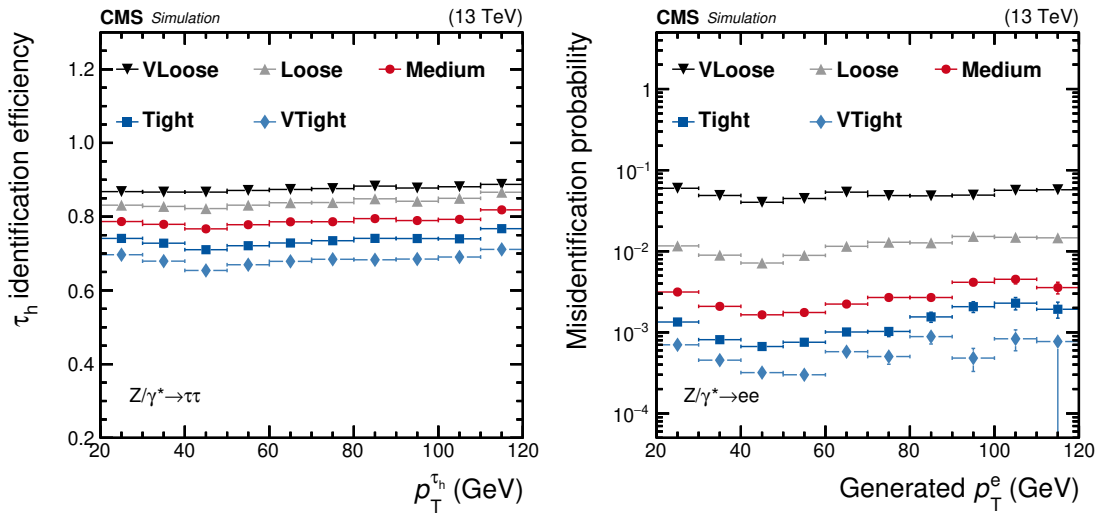 CMS Simulation (13 TeV)
τh identification efficiency
1.2
1.0
0.8
0.6
0.4
0.2
VLoose Loose Medium
Tight VTight
Z/γ*→ττ
20 40 60 80 100 120
pTτh (GeV)
CMS Simulation (13 TeV)
Misidentification probability
1
10−1
10−2
10−3
10−4
VLoose Loose Medium
Tight VTight
Z/γ*→ee
20 40 60 80 100 120
Generated pTe (GeV)